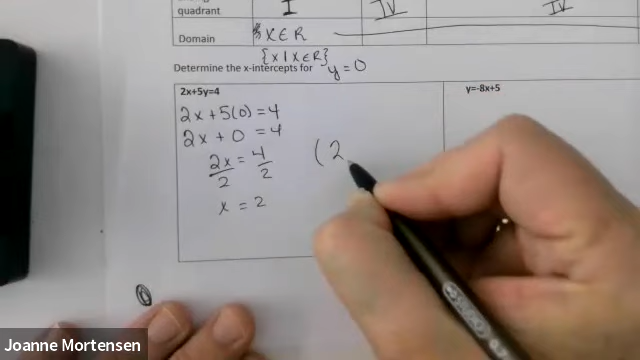 quadrant I IV IV
Domain X∈R
{x|x∈R}
Determine the x-intercepts for y=0
2x+5y=4
2x+5(0)=4
2x+0=4
2x/2=4/2
x=2
(2
y=-8x+5
Joanne Mortensen